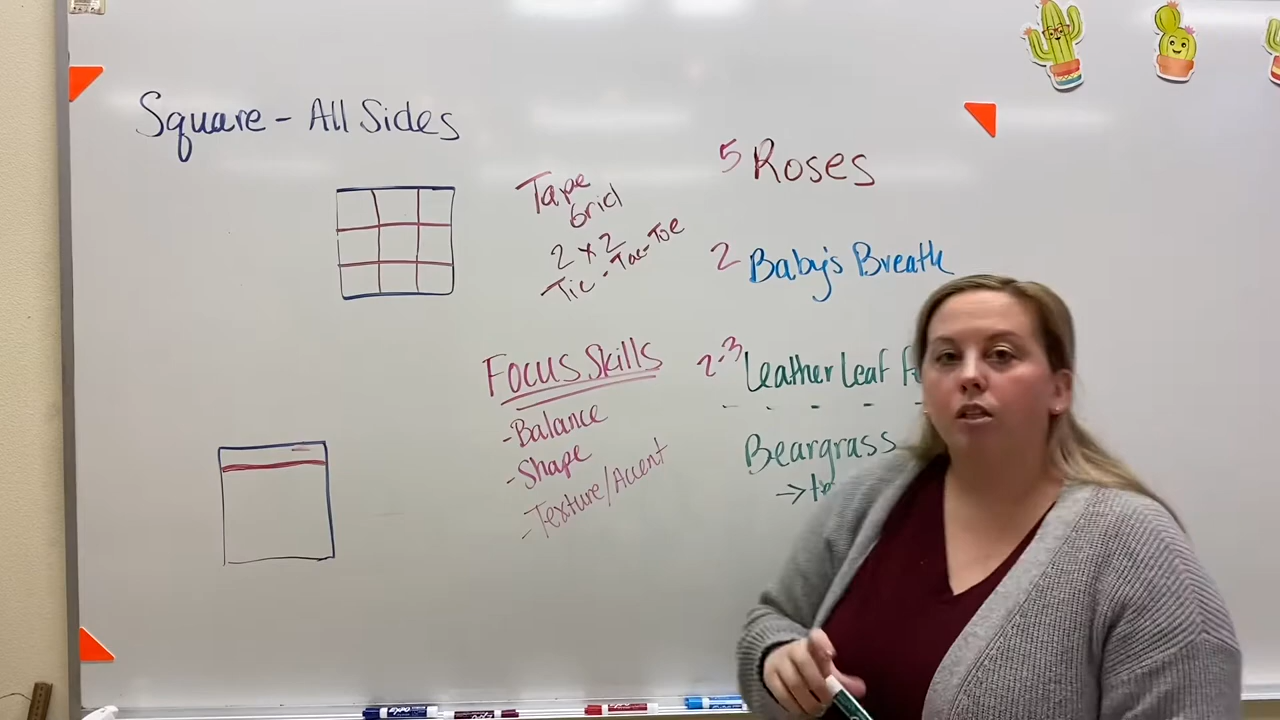 Square - All Sides
Tape
Grid
2 x 2
Tic-Tac-Toe
Focus Skills
- Balance
- Shape
- Texture/Accent
5 Roses
2 Baby's Breath
2-3 Leather Leaf
Beargrass
→